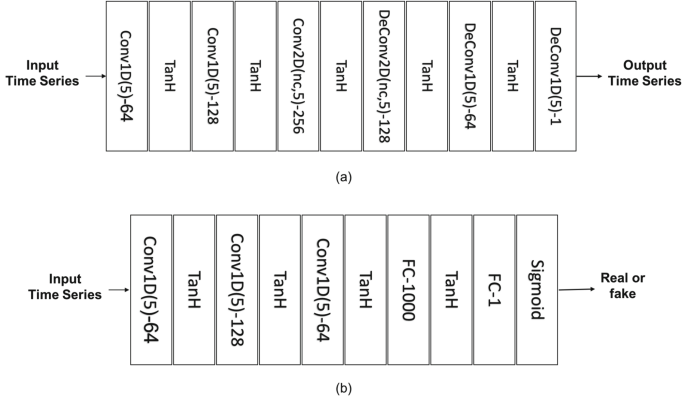 Input
Time Series
Conv1D(5)-64
TanH
Conv1D(5)-128
TanH
Conv2D(nc,5)-256
TanH
DeConv2D(nc,5)-128
TanH
DeConv1D(5)-64
TanH
DeConv1D(5)-1
Output
Time Series
(a)
Input
Time Series
Conv1D(5)-64
TanH
Conv1D(5)-128
TanH
Conv1D(5)-64
TanH
FC-1000
TanH
FC-1
Sigmoid
Real or
fake
(b)